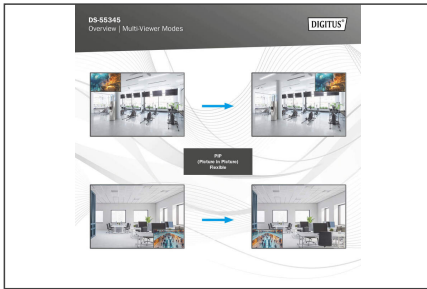 DS-55345
Overview | Multi-Viewer Modes
DIGITUS®
PIP
(Picture in Picture)
Flexible